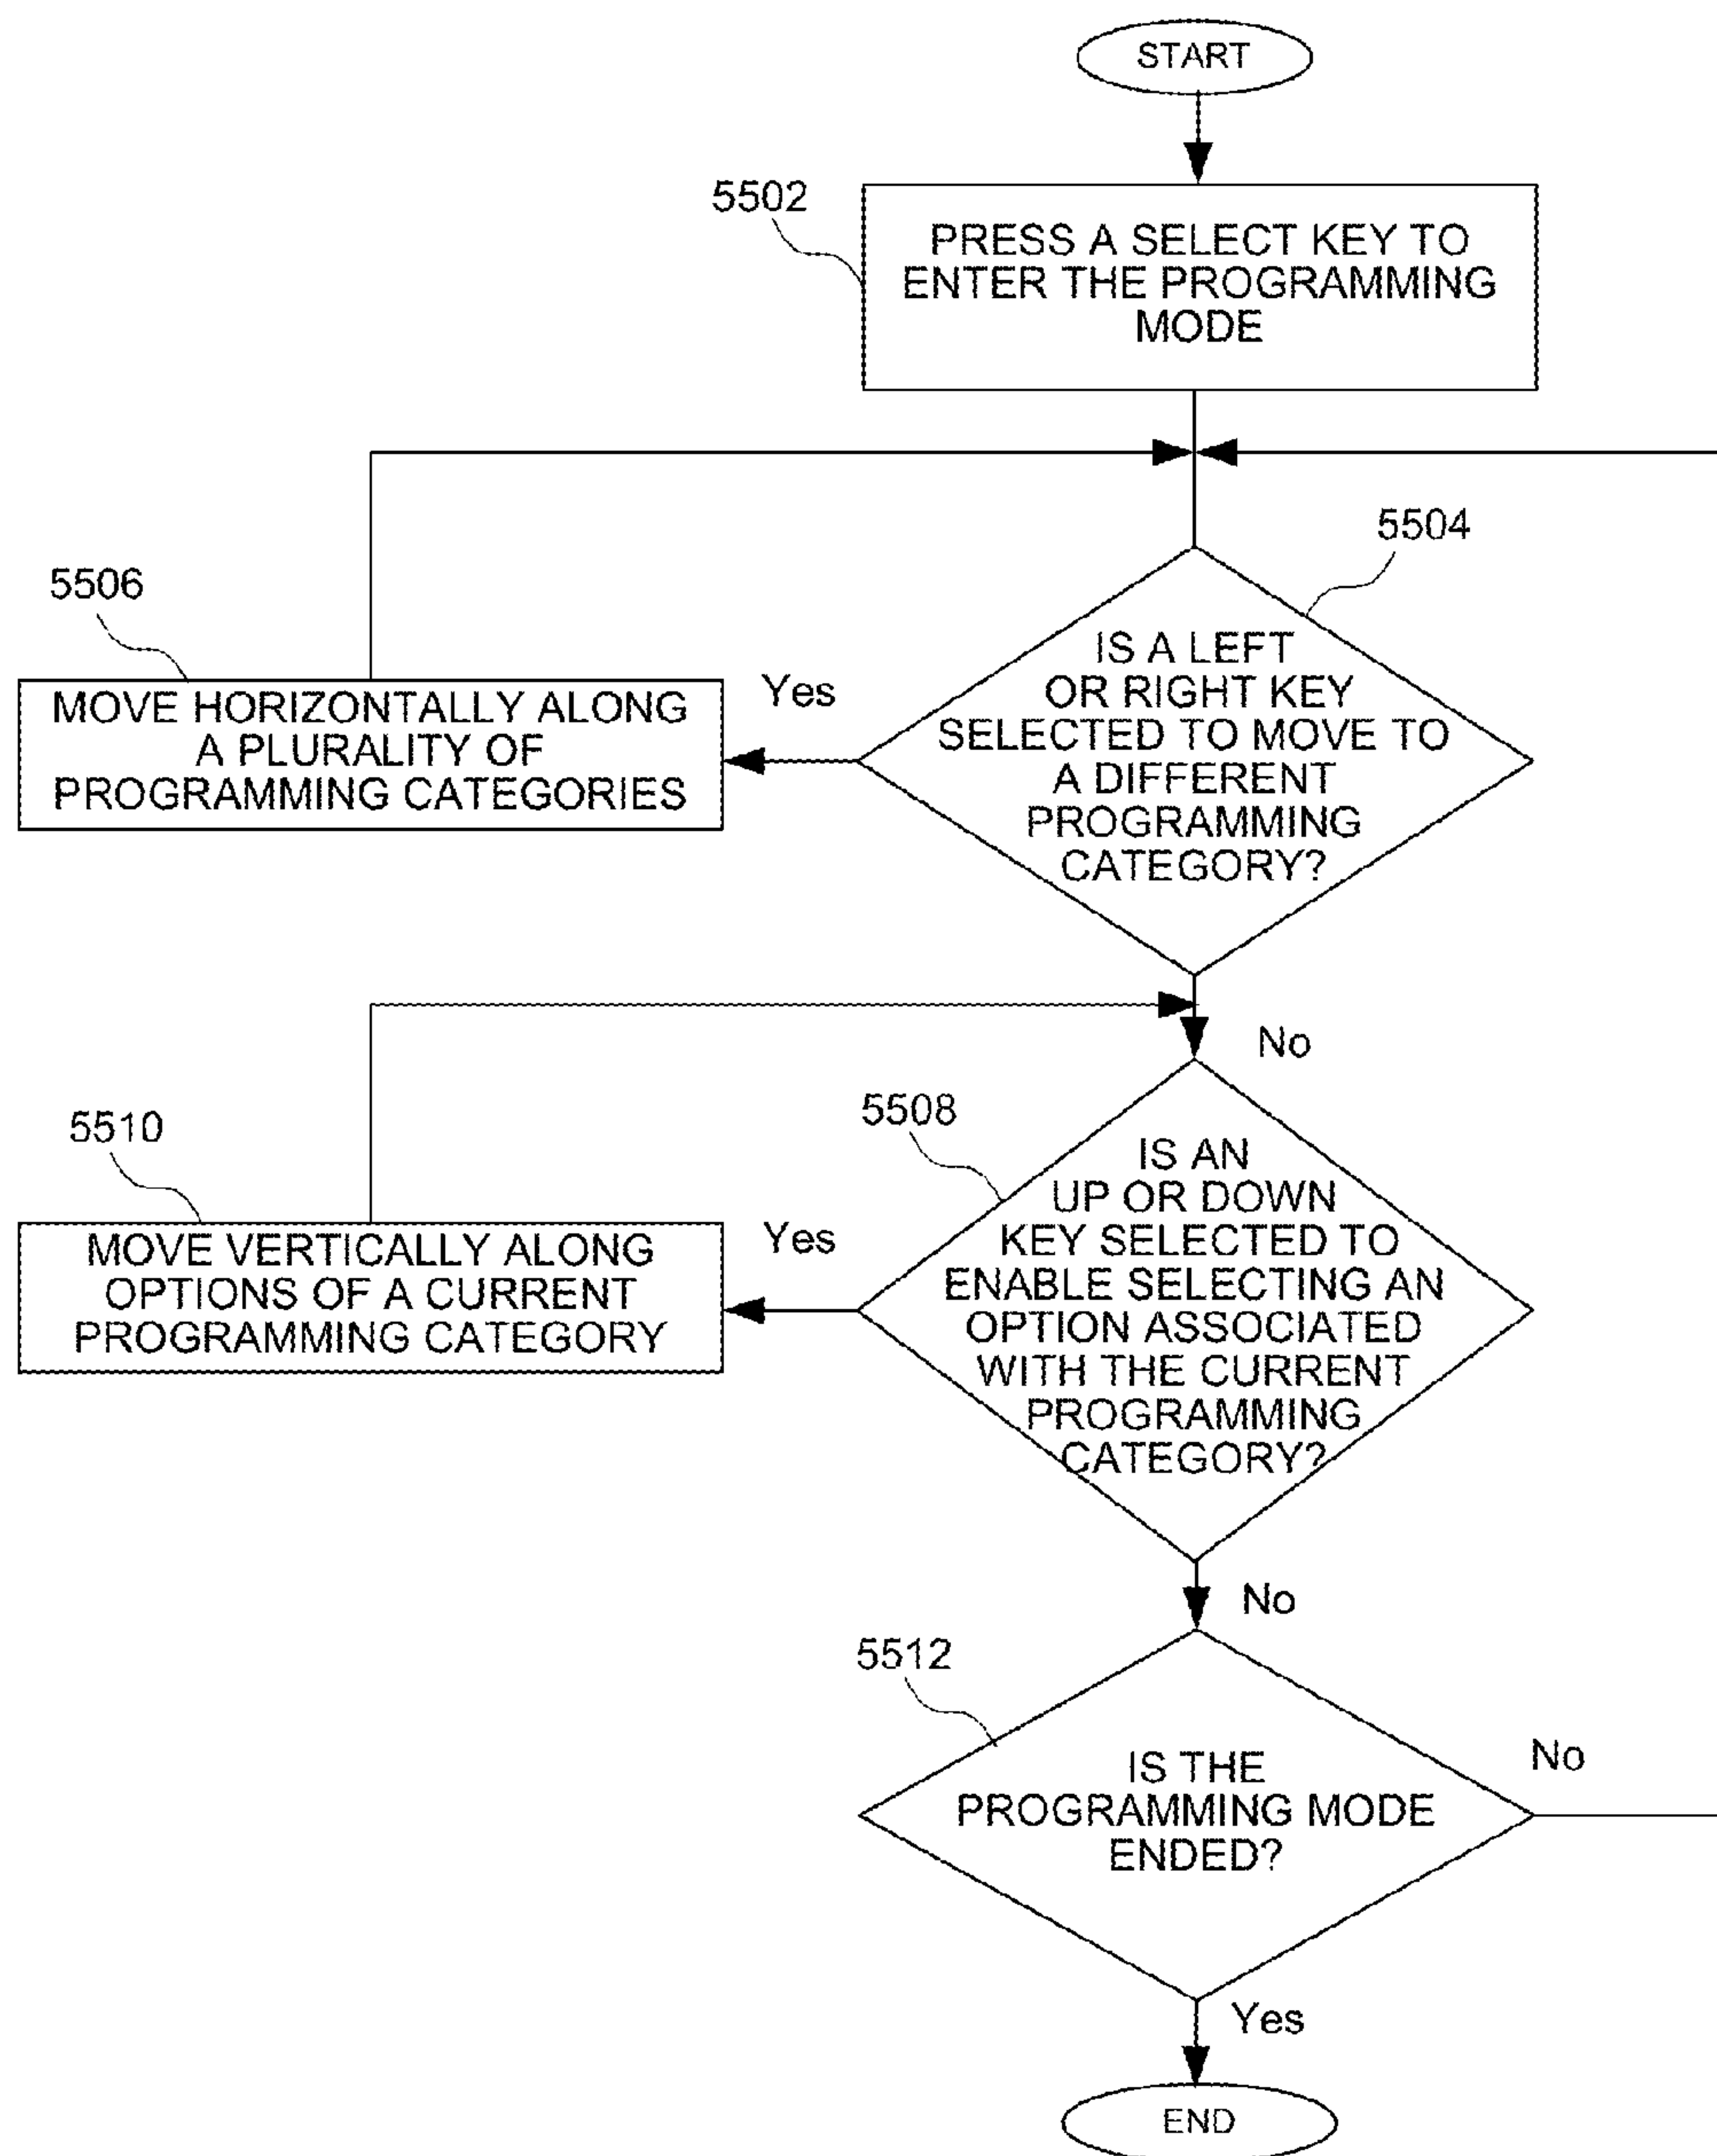 START
5502
PRESS A SELECT KEY TO
ENTER THE PROGRAMMING
MODE
5504
IS A LEFT
OR RIGHT KEY
SELECTED TO MOVE TO
A DIFFERENT
PROGRAMMING
CATEGORY?
Yes
5506
MOVE HORIZONTALLY ALONG
A PLURALITY OF
PROGRAMMING CATEGORIES
No
5508
IS AN
UP OR DOWN
KEY SELECTED TO
ENABLE SELECTING AN
OPTION ASSOCIATED
WITH THE CURRENT
PROGRAMMING
CATEGORY?
Yes
5510
MOVE VERTICALLY ALONG
OPTIONS OF A CURRENT
PROGRAMMING CATEGORY
No
5512
IS THE
PROGRAMMING MODE
ENDED?
No
Yes
END